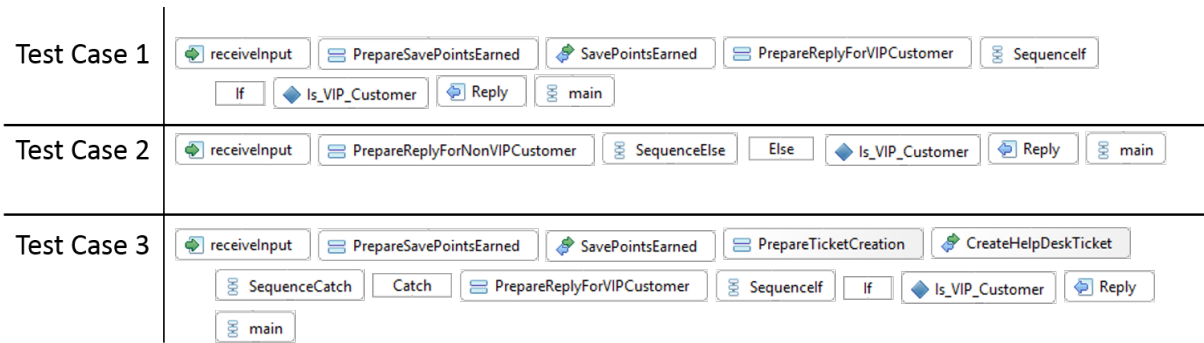 Test Case 1 receiveInput PrepareSavePointsEarned SavePointsEarned PrepareReplyForVIPCustomer SequenceIf
If Is_VIP_Customer Reply main
Test Case 2 receiveInput PrepareReplyForNonVIPCustomer SequenceElse Else Is_VIP_Customer Reply main
Test Case 3 receiveInput PrepareSavePointsEarned SavePointsEarned PrepareTicketCreation CreateHelpDeskTicket
SequenceCatch Catch PrepareReplyForVIPCustomer SequenceIf If Is_VIP_Customer Reply
main